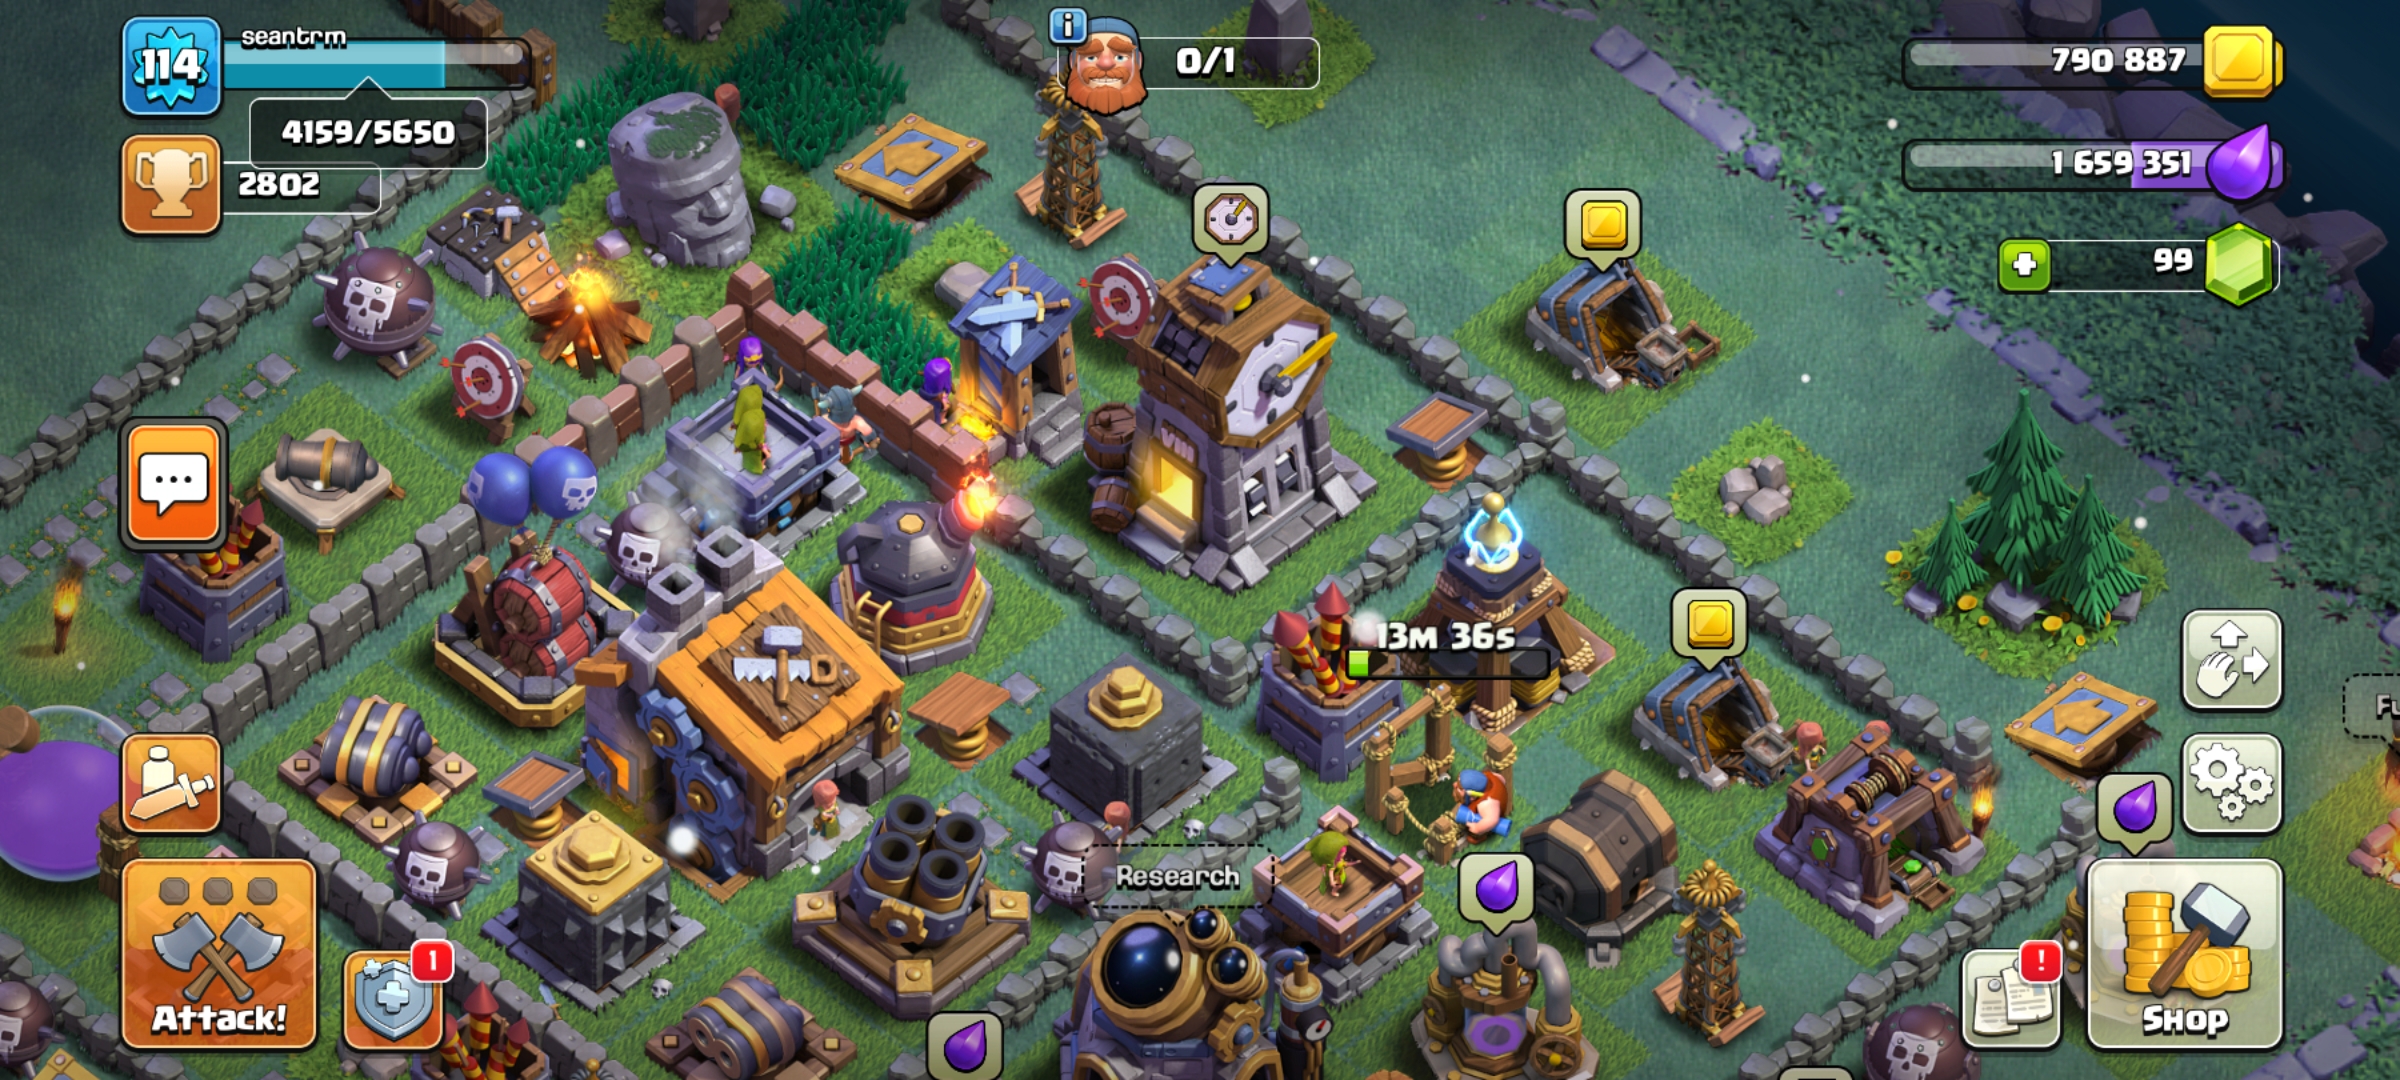 114
seantrm
4159/5650
2802
0/1
790 887
1 659 351
99
VIII
13M 36s
Research
Attack!
1
!
Shop